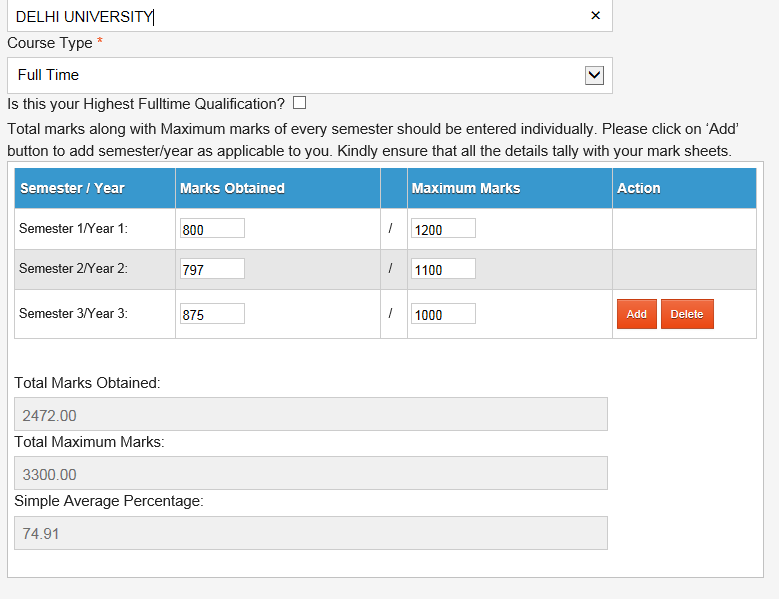 DELHI UNIVERSITY ×
Course Type *
Full Time
Is this your Highest Fulltime Qualification?
Total marks along with Maximum marks of every semester should be entered individually. Please click on ‘Add’
button to add semester/year as applicable to you. Kindly ensure that all the details tally with your mark sheets.
Semester / Year Marks Obtained Maximum Marks Action
Semester 1/Year 1: 800 / 1200
Semester 2/Year 2: 797 / 1100
Semester 3/Year 3: 875 / 1000 Add Delete
Total Marks Obtained:
2472.00
Total Maximum Marks:
3300.00
Simple Average Percentage:
74.91